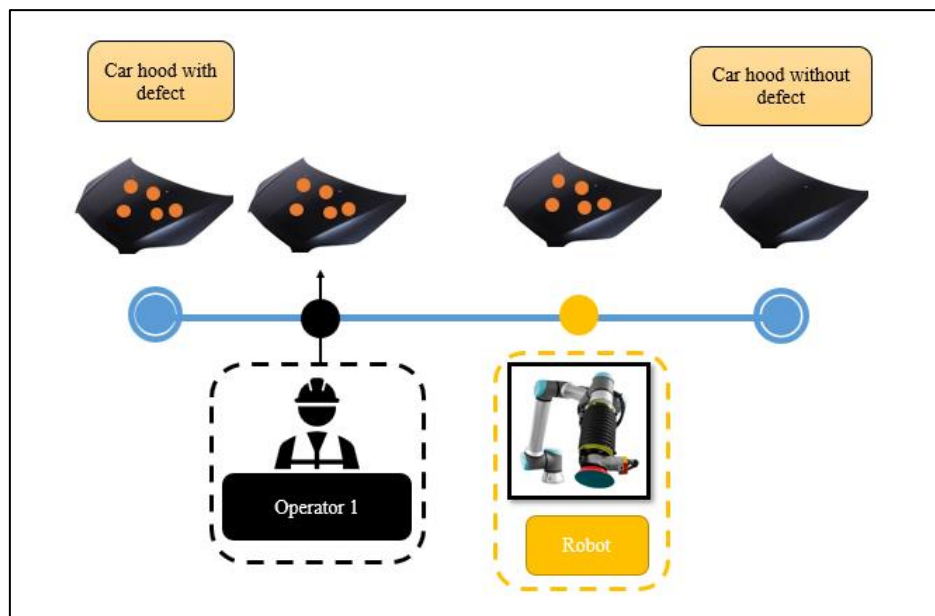 Car hood with
defect
Car hood without
defect
Operator 1
Robot